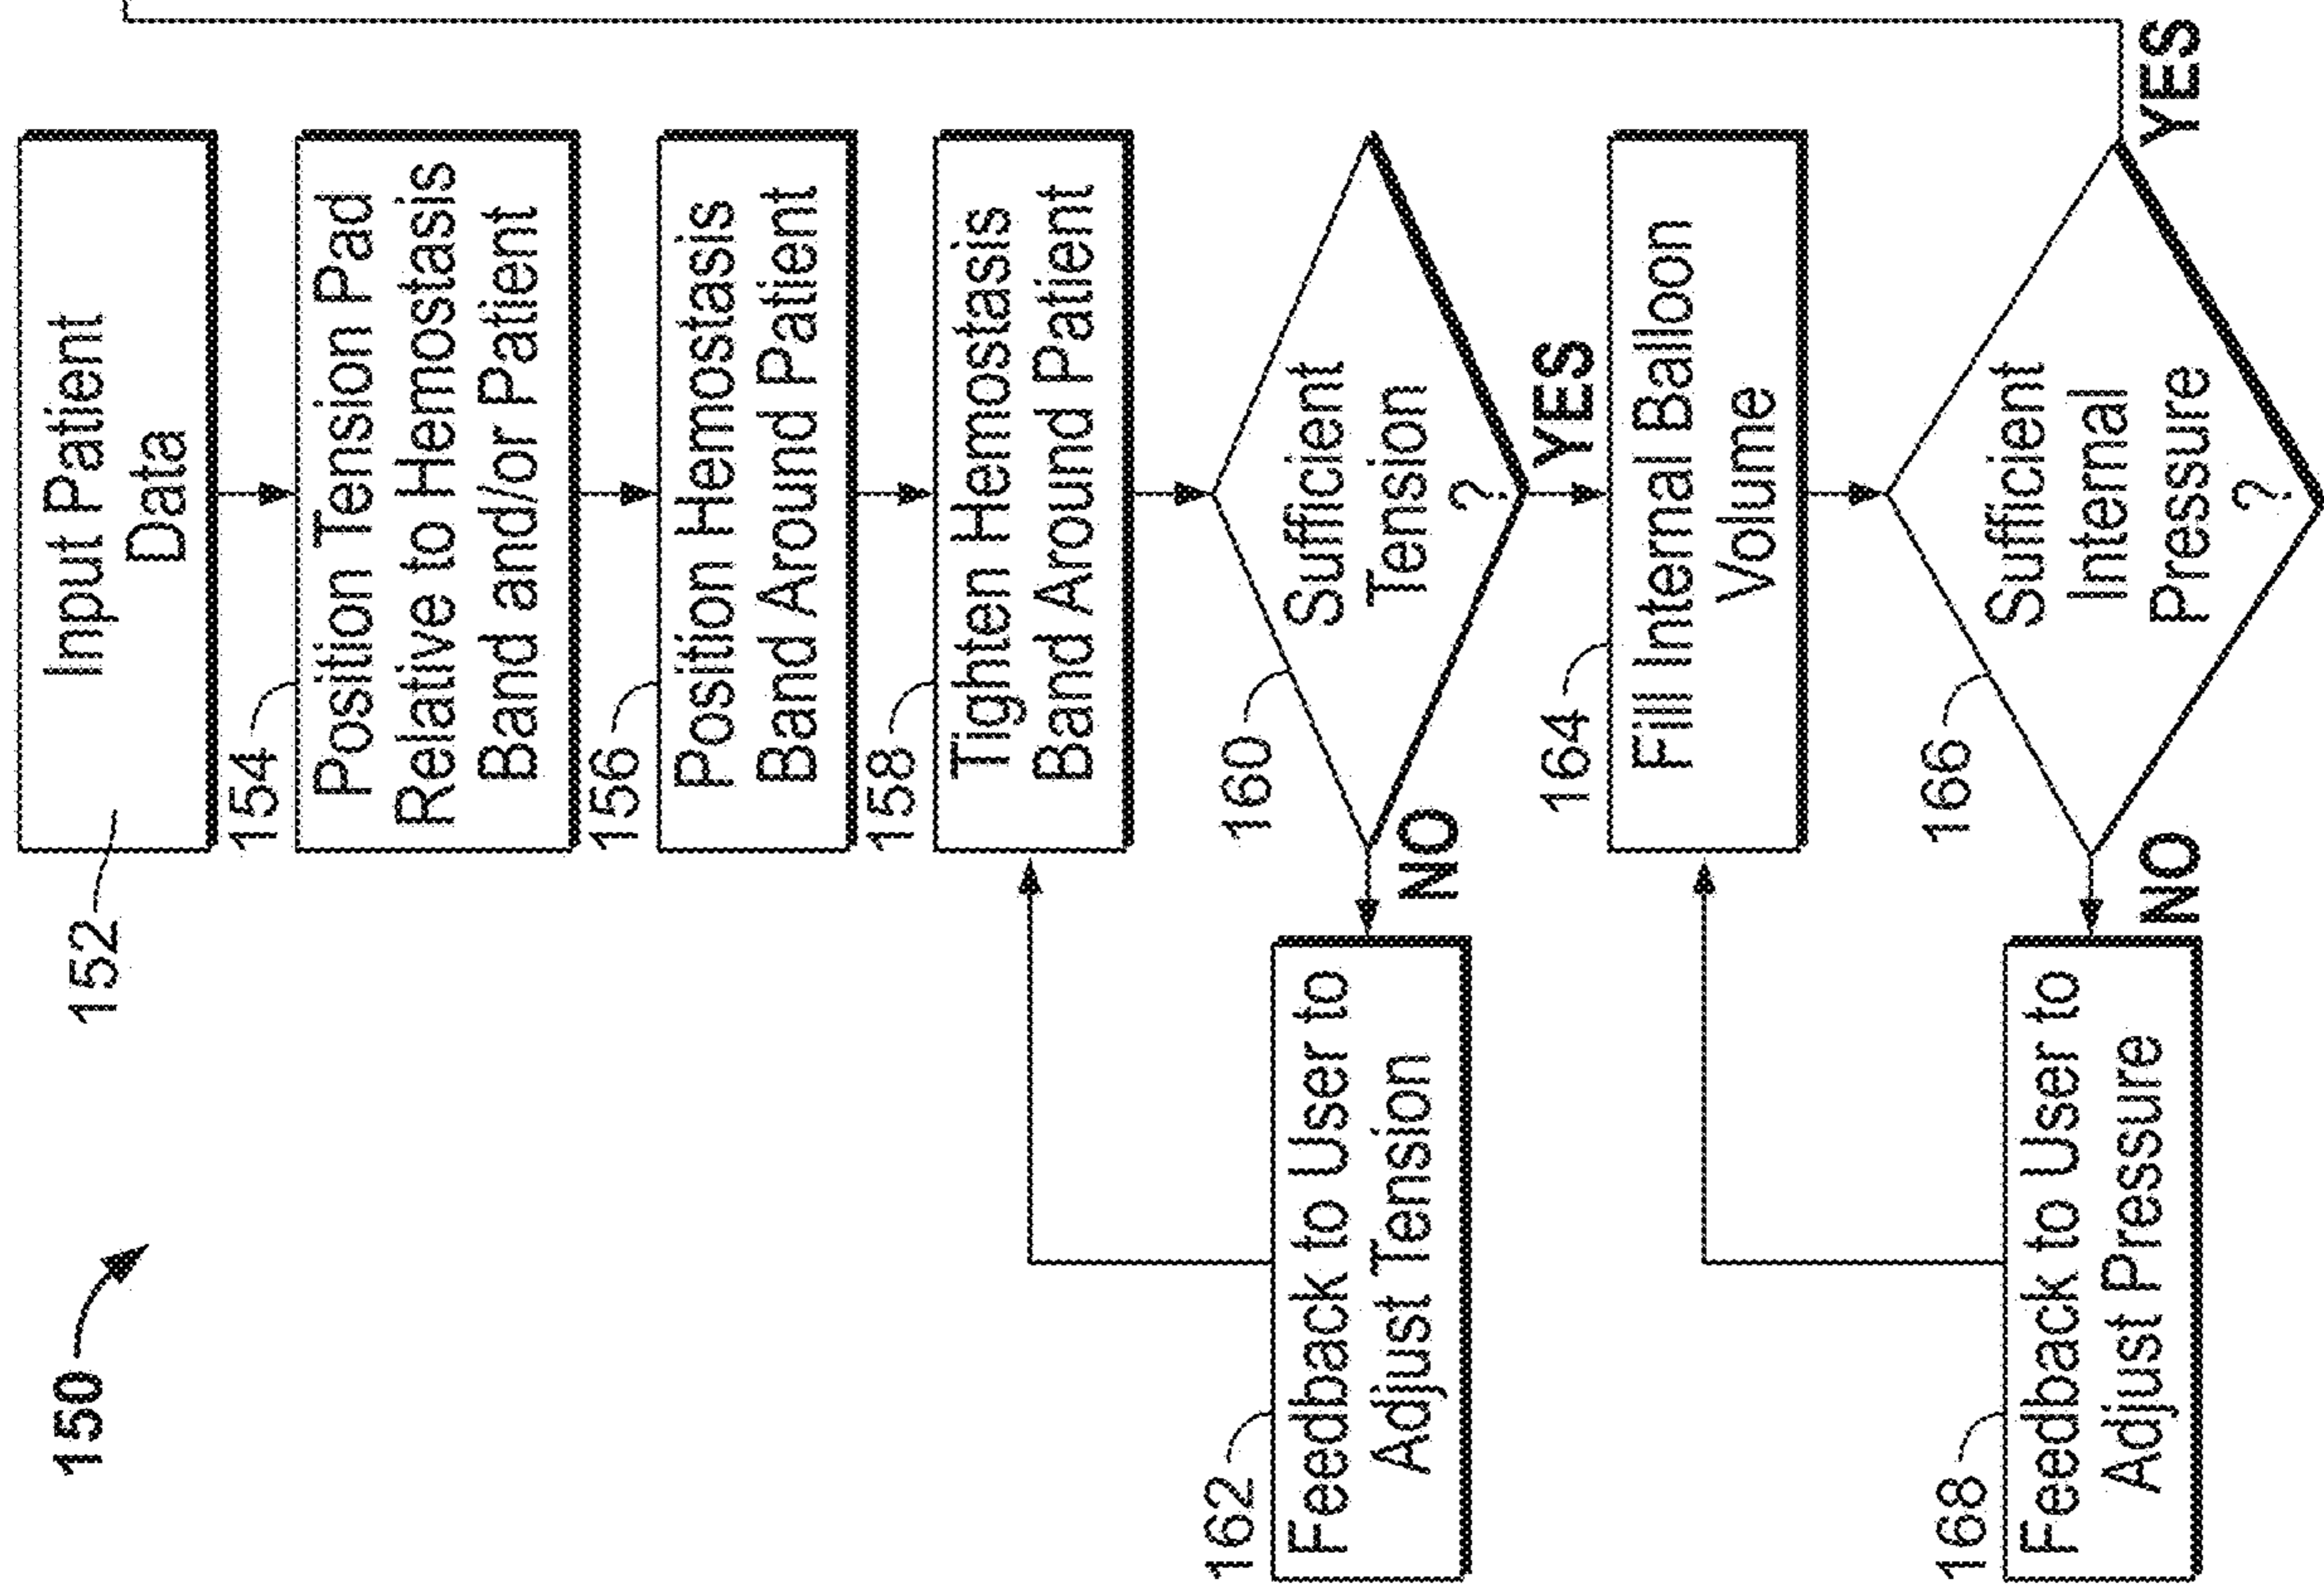 150
152
Input Patient
Data
154
Position Tension Pad
Relative to Hemostasis
Band and/or Patient
156
Position Hemostasis
Band Around Patient
158
Tighten Hemostasis
Band Around Patient
160
Sufficient
Tension
?
NO
YES
162
Feedback to User to
Adjust Tension
164
Fill Internal Balloon
Volume
166
Sufficient
Internal
Pressure
?
NO
YES
168
Feedback to User to
Adjust Pressure